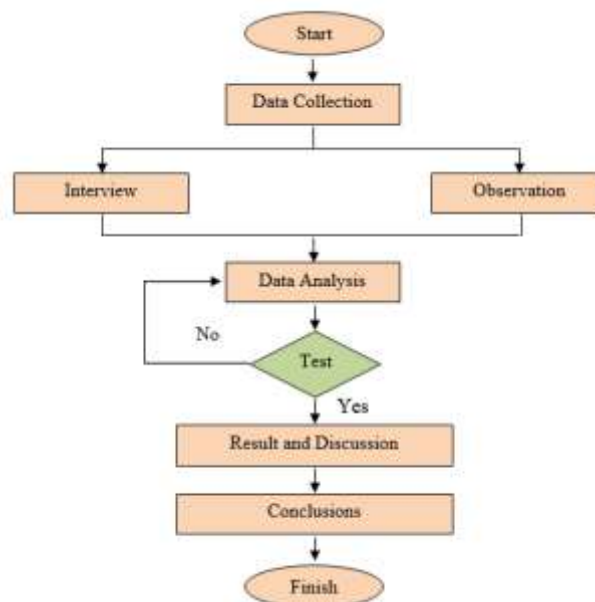 Start
Data Collection
Interview
Observation
Data Analysis
No
Test
Yes
Result and Discussion
Conclusions
Finish